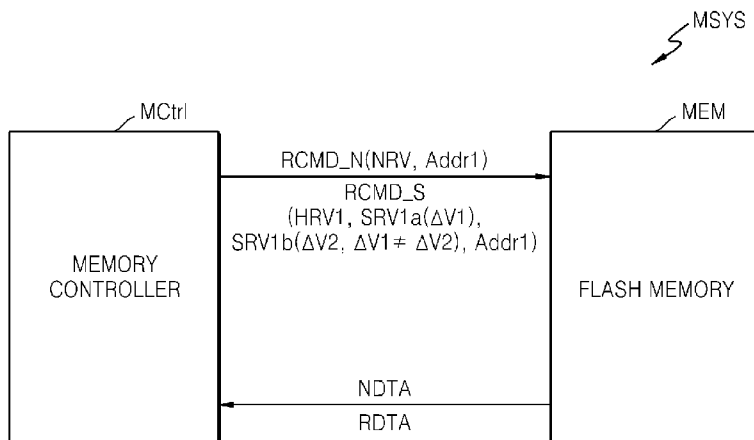 MSYS
MCtrl
MEM
RCMD_N(NRV, Addr1)
RCMD_S
(HRV1, SRV1a(ΔV1),
SRV1b(ΔV2, ΔV1≠ΔV2), Addr1)
MEMORY
CONTROLLER
FLASH MEMORY
NDTA
RDTA